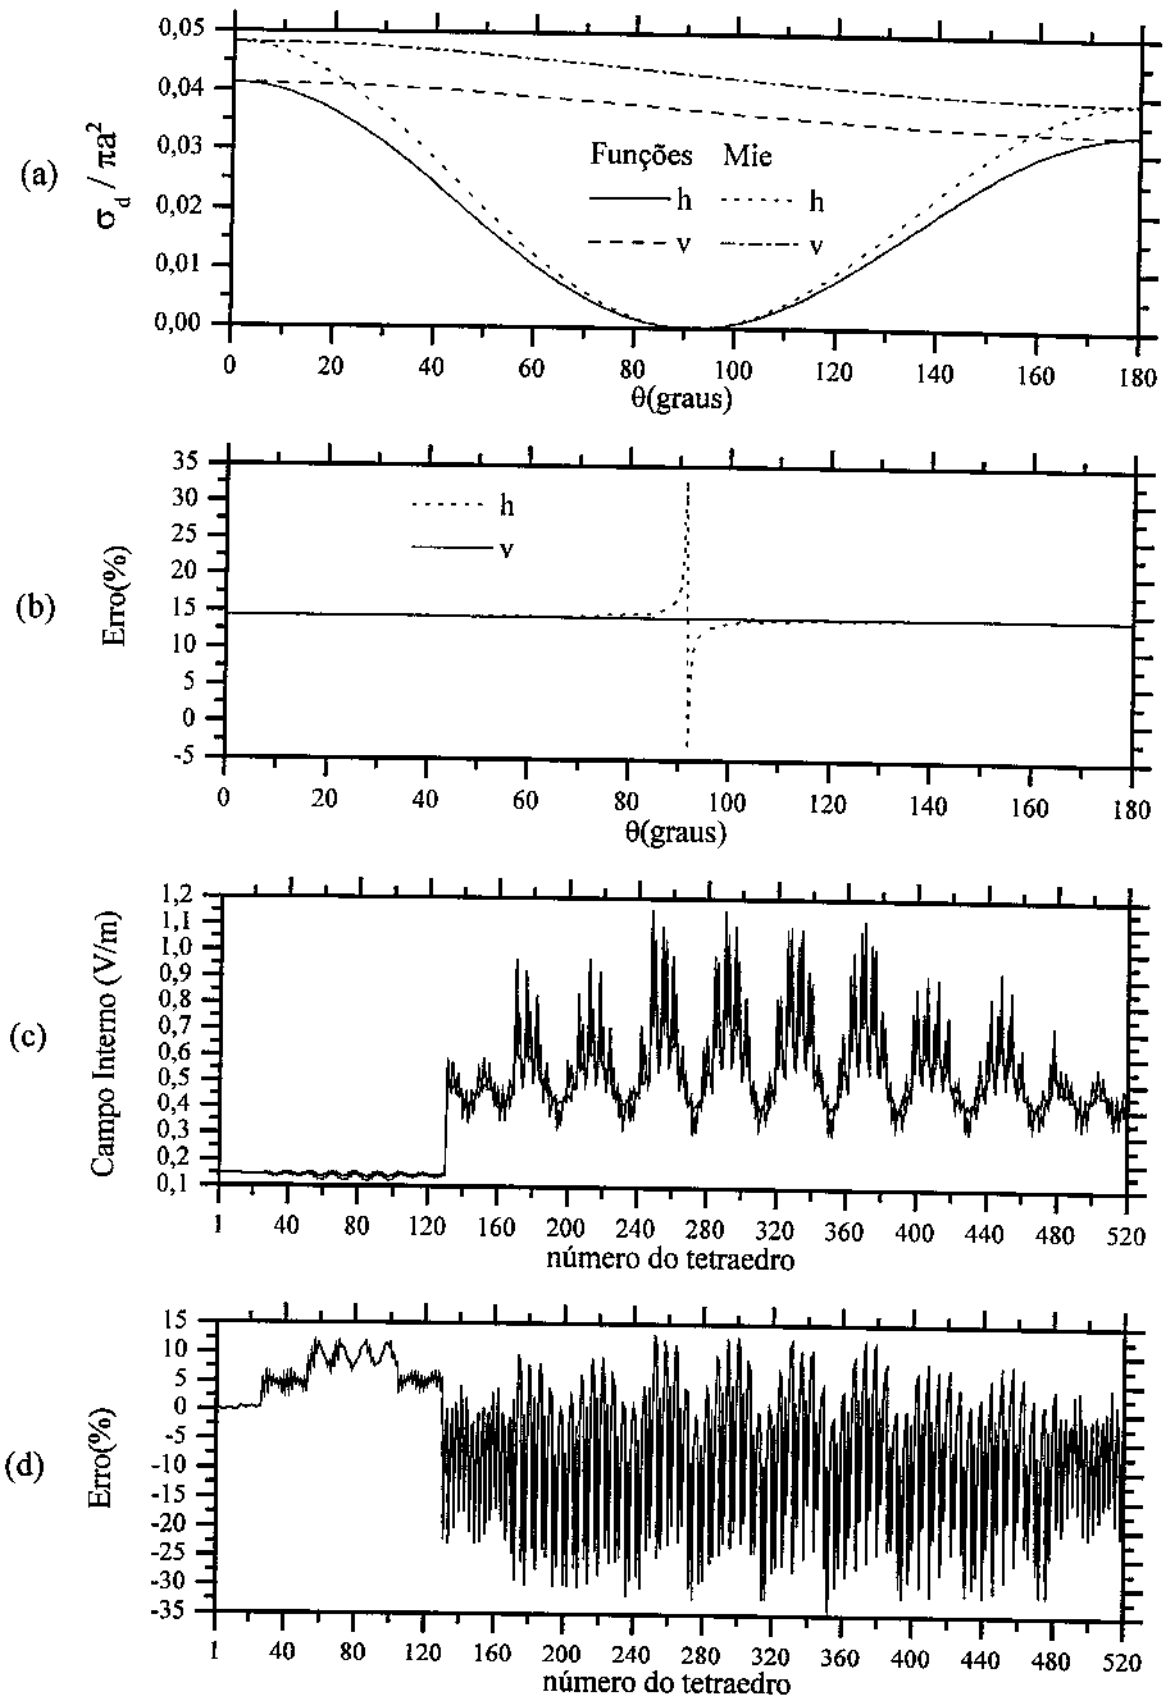 (a)
σd / πa²
0,05
0,04
0,03
0,02
0,01
0,00
Funções Mie
h h
v v
0 20 40 60 80 100 120 140 160 180
θ(graus)
(b)
Erro(%)
35
30
25
20
15
10
5
0
-5
h
v
0 20 40 60 80 100 120 140 160 180
θ(graus)
(c)
Campo Interno (V/m)
1,2
1,1
1,0
0,9
0,8
0,7
0,6
0,5
0,4
0,3
0,2
0,1
1 40 80 120 160 200 240 280 320 360 400 440 480 520
número do tetraedro
(d)
Erro(%)
15
10
5
0
-5
-10
-15
-20
-25
-30
-35
1 40 80 120 160 200 240 280 320 360 400 440 480 520
número do tetraedro